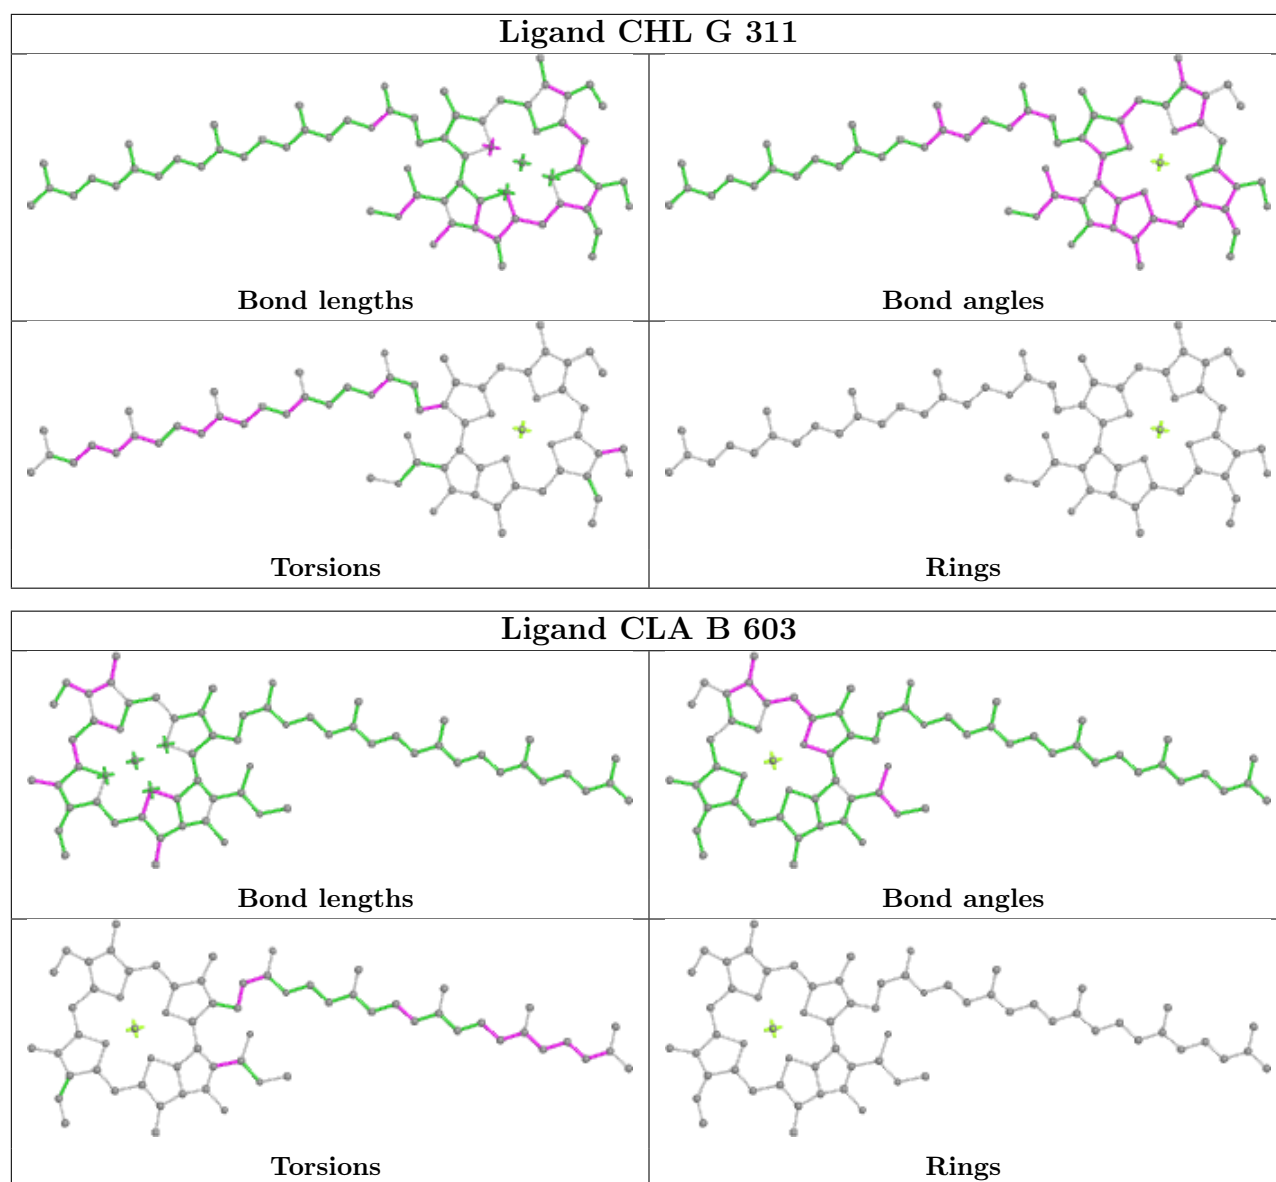 Ligand CHL G 311
Bond lengths
Bond angles
Torsions
Rings
Ligand CLA B 603
Bond lengths
Bond angles
Torsions
Rings